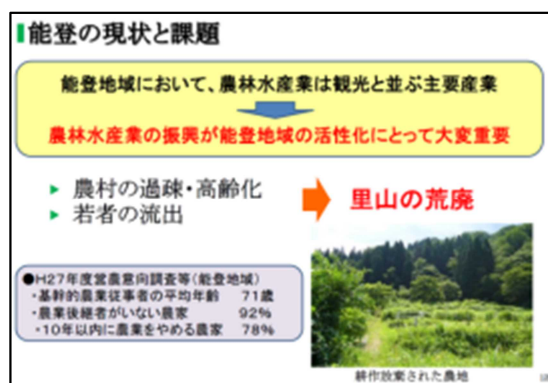 能登の現状と課題
能登地域において、農林水産業は観光と並ぶ主要産業
農林水産業の振興が能登地域の活性化にとって大変重要
▶ 農村の過疎・高齢化
▶ 若者の流出
里山の荒廃
●H27年度営農意向調査等(能登地域)
・基幹的農業従事者の平均年齢 71歳
・農業後継者がいない農家 92%
・10年以内に農業をやめる農家 78%
耕作放棄された農地